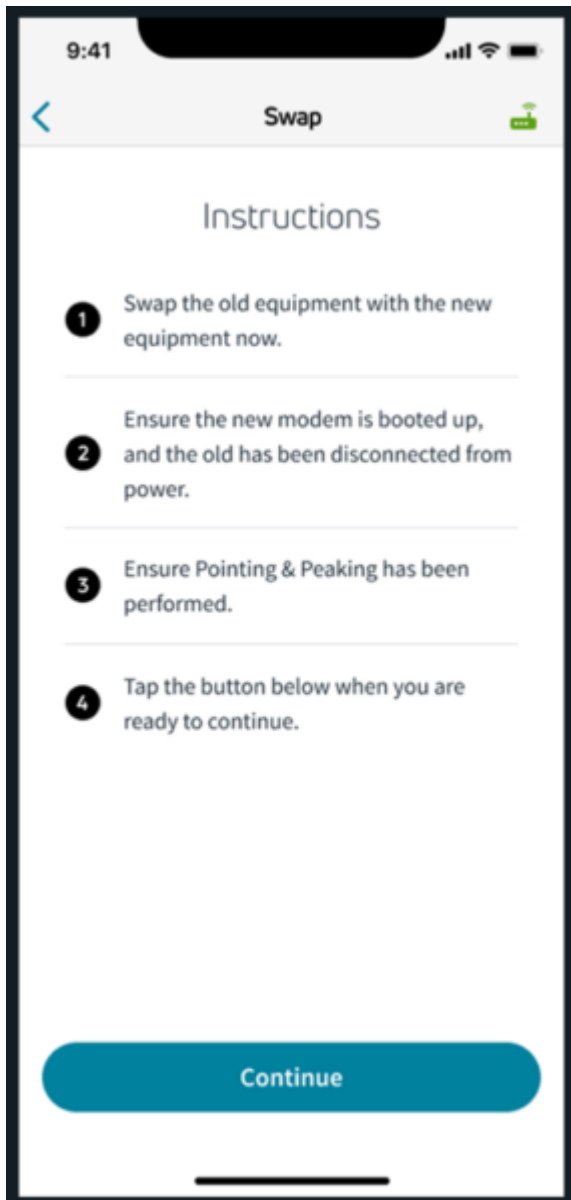 9:41
Swap
Instructions
1
Swap the old equipment with the new
equipment now.
2
Ensure the new modem is booted up,
and the old has been disconnected from
power.
3
Ensure Pointing & Peaking has been
performed.
4
Tap the button below when you are
ready to continue.
Continue